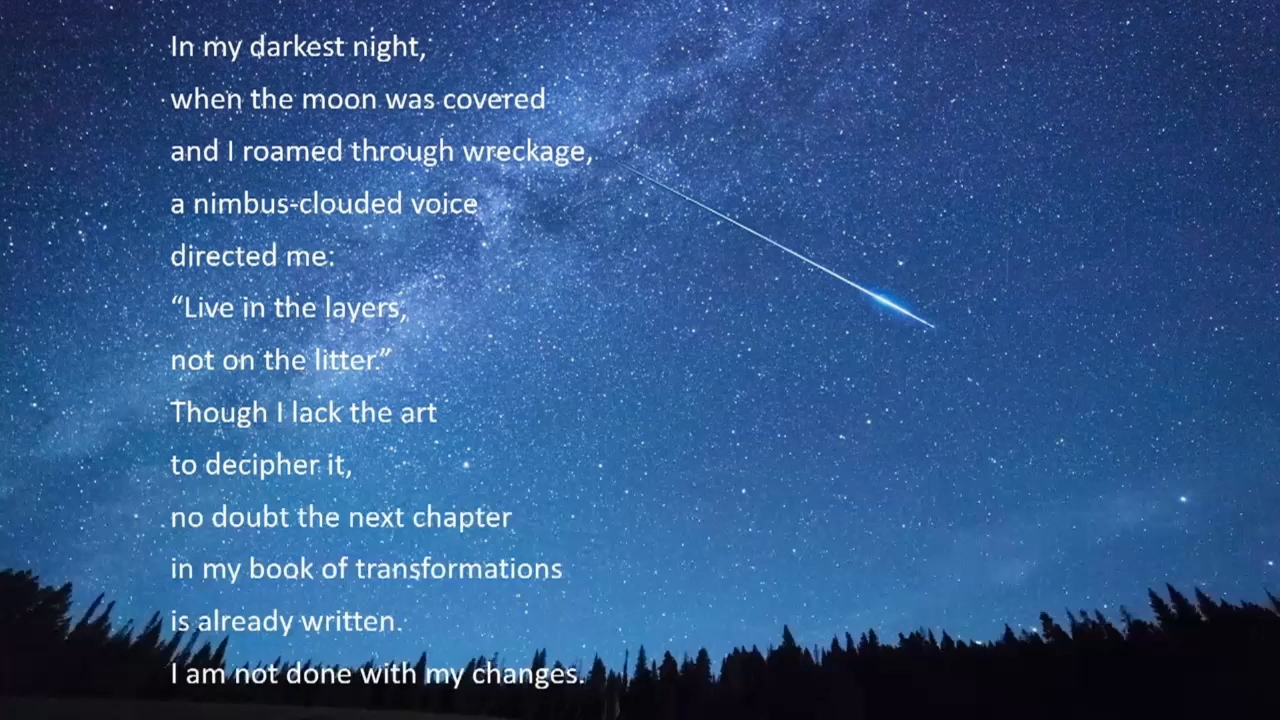 In my darkest night,
when the moon was covered
and I roamed through wreckage,
a nimbus-clouded voice
directed me:
“Live in the layers,
not on the litter.”
Though I lack the art
to decipher it,
no doubt the next chapter
in my book of transformations
is already written.
I am not done with my changes.